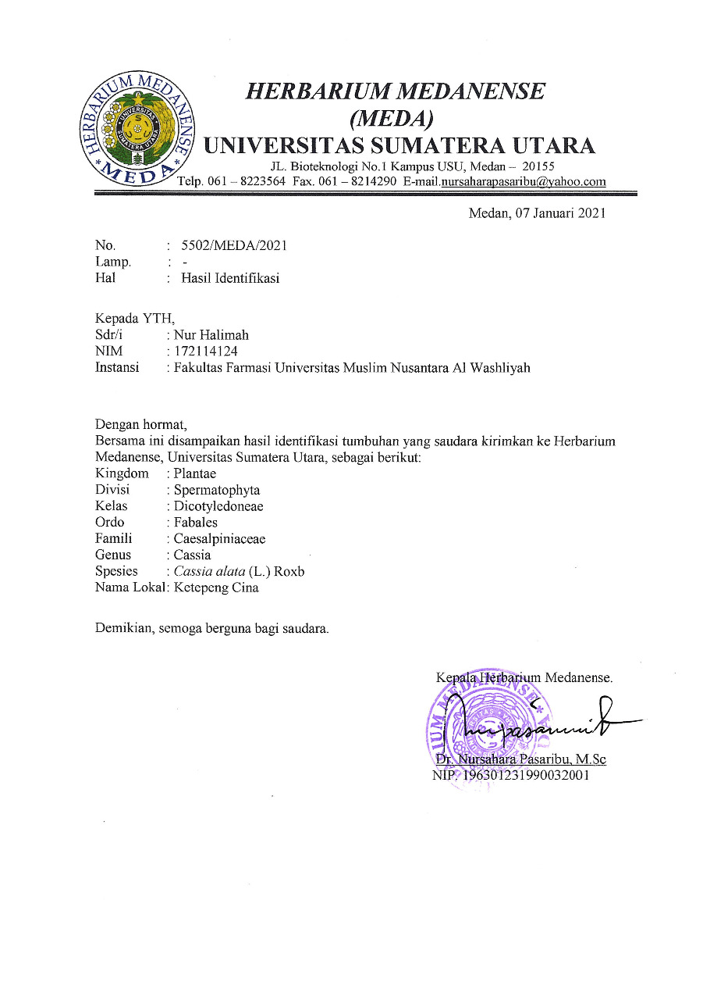 HERBARIUM MEDANENSE
* MEDA *
UNIVERSITAS
SUMATERA UTARA
HERBARIUM MEDANENSE
(MEDA)
UNIVERSITAS SUMATERA UTARA
JL. Bioteknologi No.1 Kampus USU, Medan – 20155
Telp. 061 – 8223564 Fax. 061 – 8214290 E-mail.nursaharapasaribu@yahoo.com
Medan, 07 Januari 2021
No. : 5502/MEDA/2021
Lamp. : -
Hal : Hasil Identifikasi
Kepada YTH,
Sdr/i : Nur Halimah
NIM : 172114124
Instansi : Fakultas Farmasi Universitas Muslim Nusantara Al Washliyah
Dengan hormat,
Bersama ini disampaikan hasil identifikasi tumbuhan yang saudara kirimkan ke Herbarium
Medanense, Universitas Sumatera Utara, sebagai berikut:
Kingdom : Plantae
Divisi : Spermatophyta
Kelas : Dicotyledoneae
Ordo : Fabales
Famili : Caesalpiniaceae
Genus : Cassia
Spesies : Cassia alata (L.) Roxb
Nama Lokal: Ketepeng Cina
Demikian, semoga berguna bagi saudara.
Kepala Herbarium Medanense.
IUM MEDANENSE *
Dr. Nursahara Pasaribu, M.Sc
NIP. 196301231990032001